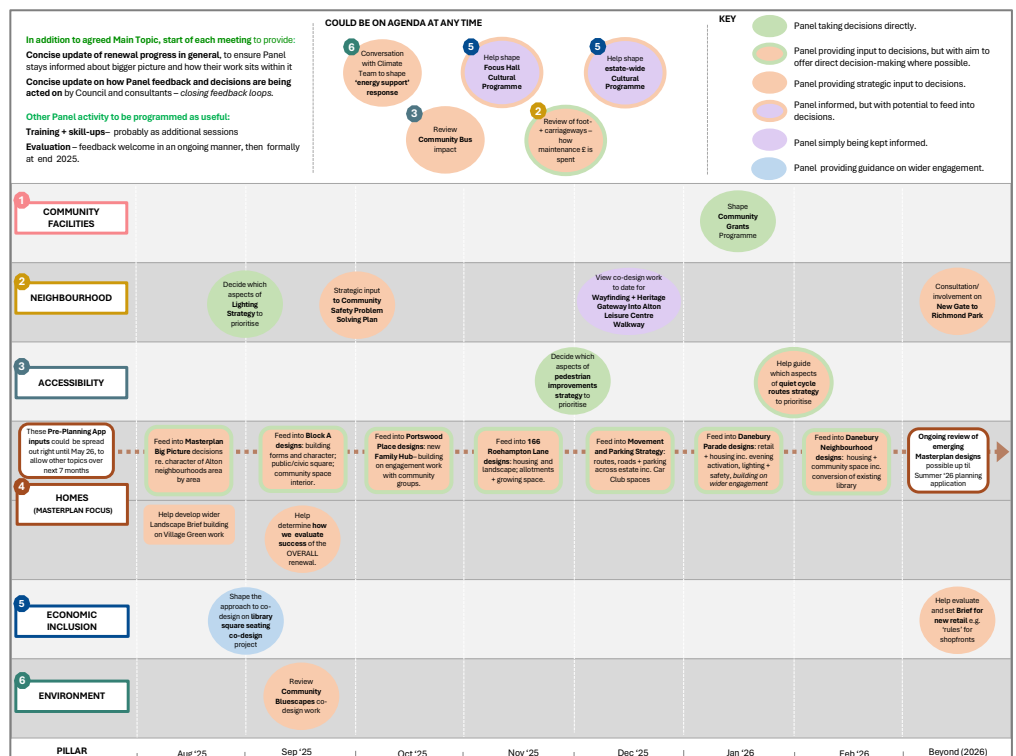 In addition to agreed Main Topic, start of each meeting to provide:
Concise update of renewal progress in general, to ensure Panel
stays informed about bigger picture and how their work sits within it
Concise update on how Panel feedback and decisions are being
acted on by Council and consultants – closing feedback loops.
Other Panel activity to be programmed as useful:
Training + skill-ups– probably as additional sessions
Evaluation – feedback welcome in an ongoing manner, then formally
at end 2025.
COULD BE ON AGENDA AT ANY TIME
6
Conversation
with Climate
Team to shape
‘energy support’
response
5
Help shape
Focus Hall
Cultural
Programme
5
Help shape
estate-wide
Cultural
Programme
3
Review
Community Bus
impact
2
Review of foot-
+ carriageways –
how
maintenance £ is
spent
KEY
Panel taking decisions directly.
Panel providing input to decisions, but with aim to
offer direct decision-making where possible.
Panel providing strategic input to decisions.
Panel informed, but with potential to feed into
decisions.
Panel simply being kept informed.
Panel providing guidance on wider engagement.
1
COMMUNITY
FACILITIES
Shape
Community
Grants
Programme
2
NEIGHBOURHOOD
Decide which
aspects of
Lighting
Strategy to
prioritise
Strategic input
to Community
Safety Problem
Solving Plan
View co-design work
to date for
Wayfinding + Heritage
Gateway Into Alton
Leisure Centre
Walkway
Consultation/
involvement on
New Gate to
Richmond Park
3
ACCESSIBILITY
Decide which
aspects of
pedestrian
improvements
strategy to
prioritise
Help guide
which aspects
of quiet cycle
routes strategy
to prioritise
These Pre-Planning App
inputs could be spread
out right until May 26, to
allow other topics over
next 7 months
Feed into Masterplan
Big Picture decisions
re. character of Alton
neighbourhoods area
by area
Feed into Block A
designs: building
forms and character;
public/civic square;
community space
interior.
Feed into Portswood
Place designs: new
Family Hub– building
on engagement work
with community
groups.
Feed into 166
Roehampton Lane
designs: housing and
landscape; allotments
+ growing space.
Feed into Movement
and Parking Strategy:
routes, roads + parking
across estate inc. Car
Club spaces
Feed into Danebury
Parade designs: retail
+ housing inc. evening
activation, lighting +
safety, building on
wider engagement
Feed into Danebury
Neighbourhood
designs: housing +
community space inc.
conversion of existing
library
Ongoing review of
emerging
Masterplan designs
possible up til
Summer ‘26 planning
application
4
HOMES
(MASTERPLAN FOCUS)
Help develop wider
Landscape Brief building
on Village Green work
Help
determine how
we evaluate
success of the
OVERALL
renewal.
5
ECONOMIC
INCLUSION
Shape the
approach to co-
design on library
square seating
co-design
project
Help evaluate
and set Brief for
new retail e.g.
‘rules’ for
shopfronts
6
ENVIRONMENT
Review
Community
Bluescapes co-
design work
PILLAR
Aug ‘25
Sep ‘25
Oct ‘25
Nov ‘25
Dec ‘25
Jan ‘26
Feb ‘26
Beyond (2026)